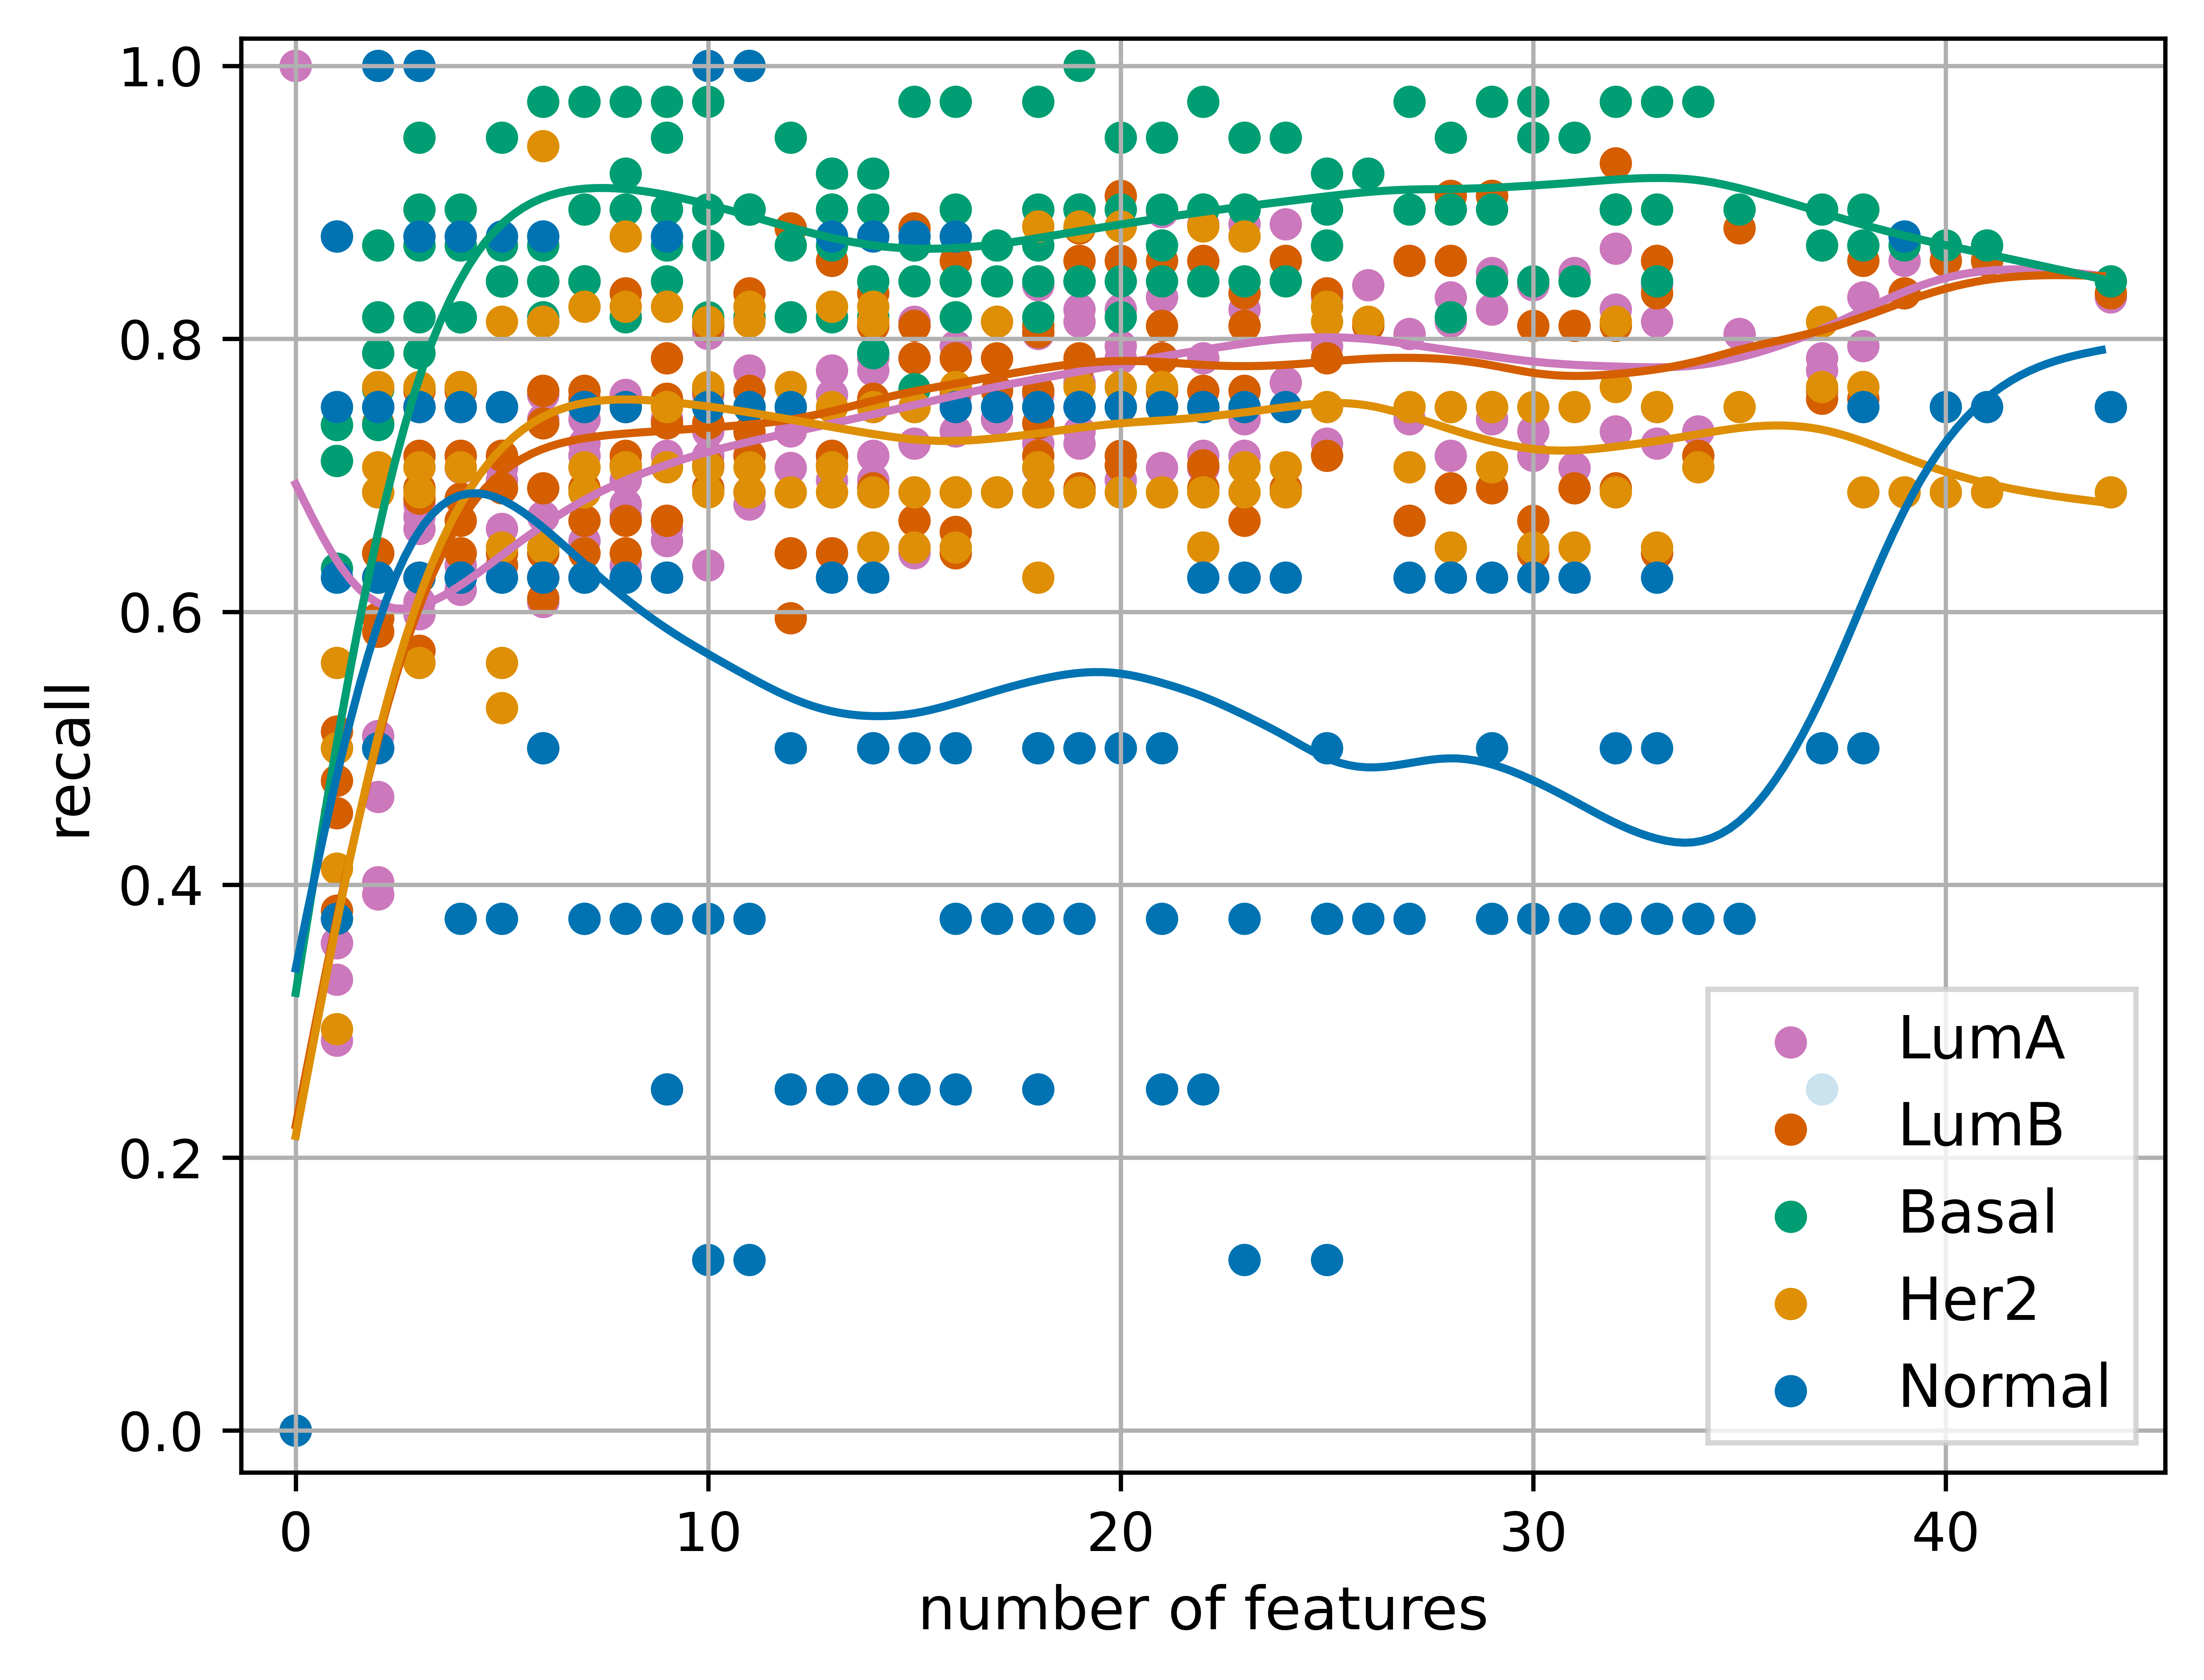 1.0
0.8
0.6
0.4
0.2
0.0
recall
0 10 20 30 40
number of features
LumA
LumB
Basal
Her2
Normal